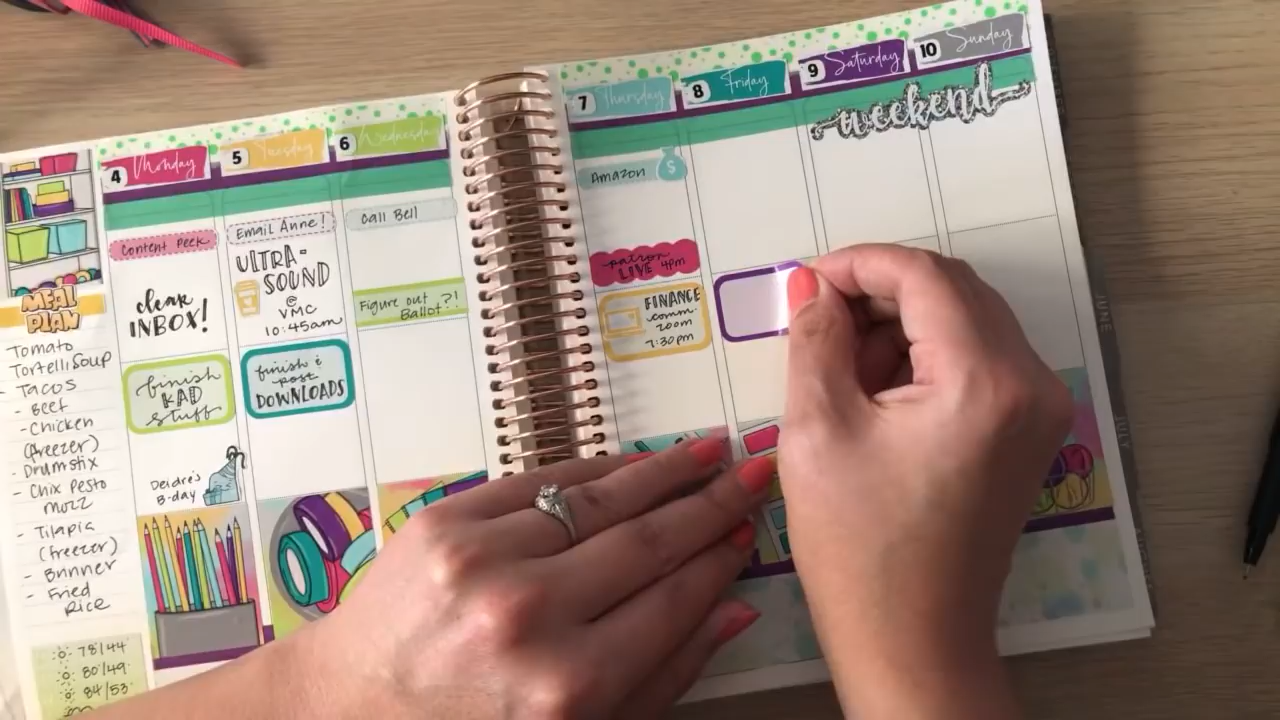 4 Monday
5 Tuesday
6 Wednesday
7 Thursday
8 Friday
9 Saturday
10 Sunday
weekend
MEAL
PLAN
Tomato
Tortelli Soup
- Tacos
- Beef
- Chicken
(freezer)
- Drumstix
- Chix Pesto
mozz
- Tilapia
(freezer)
- Brinner
- Fried
Rice
78/44
80/49
84/53
Content Peek
clear
INBOX!
finish
KAD
stuff
Deidre's
B-day
Email Anne!
ULTRA-
SOUND
@
VMC
10:45am
finish &
post
DOWNLOADS
Call Bell
Figure out
Ballot?!
Amazon
$
patron
LIVE 4pm
FINANCE
comm.
zoom
7:30pm
JUNE
JULY